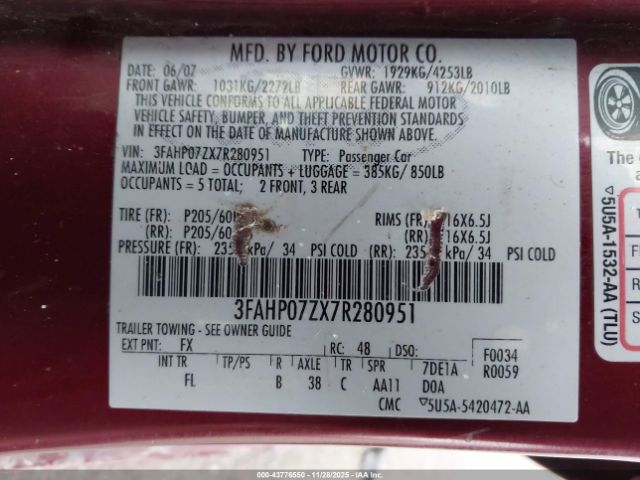 MFD. BY FORD MOTOR CO.
DATE: 06/07 GVWR: 1929KG/4253LB
FRONT GAWR: 1031KG/2272LB REAR GAWR: 912KG/2010LB
THIS VEHICLE CONFORMS TO ALL APPLICABLE FEDERAL MOTOR
VEHICLE SAFETY, BUMPER, AND THEFT PREVENTION STANDARDS
IN EFFECT ON THE DATE OF MANUFACTURE SHOWN ABOVE.
VIN: 3FAHP07ZX7R280951 TYPE: Passenger Car
MAXIMUM LOAD = OCCUPANTS + LUGGAGE = 385KG/ 850LB
OCCUPANTS = 5 TOTAL; 2 FRONT, 3 REAR
TIRE (FR): P205/60 RIMS (FR): 16X6.5J
(RR): P205/60 (RR): 16X6.5J
PRESSURE (FR): 235 kPa/ 34 PSI COLD (RR): 235 kPa/ 34 PSI COLD
3FAHP07ZX7R280951
TRAILER TOWING - SEE OWNER GUIDE
EXT PNT: FX RC: 48 DSO: F0034
INT TR TP/PS R AXLE TR SPR 7DE1A R0059
FL B 38 C AA11 D0A
CMC ▽5U5A-5420472-AA
The
▽5U5A-1532-AA (TLU)
T
F
R
S
000-43776550 - 11/28/2025 - IAAI.COM